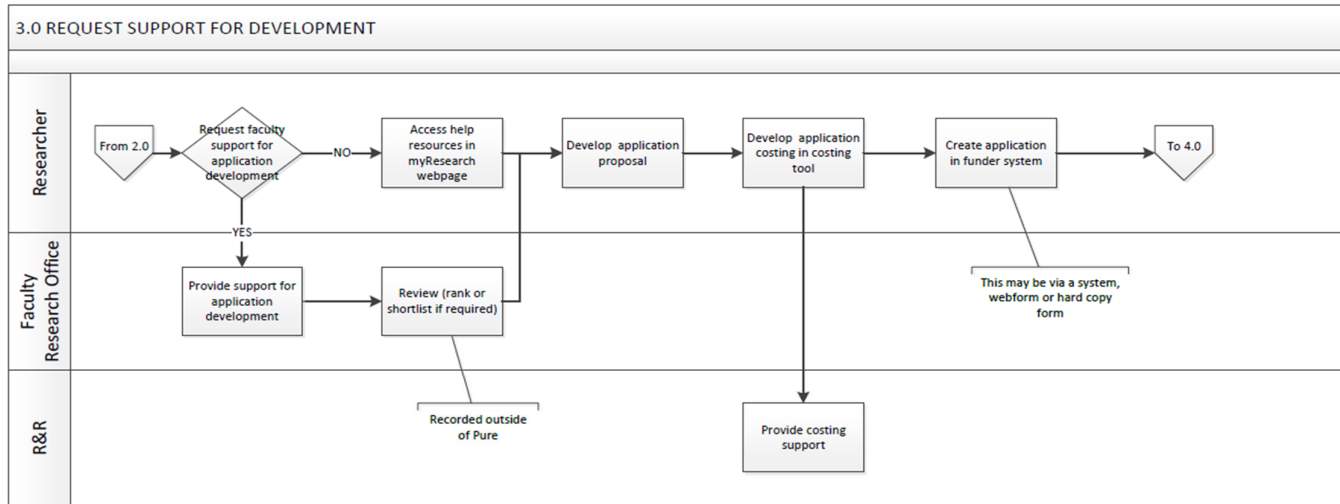 3.0 REQUEST SUPPORT FOR DEVELOPMENT
Researcher
From 2.0
Request faculty
support for
application
development
NO
Access help
resources in
myResearch
webpage
Develop application
proposal
Develop application
costing in costing
tool
Create application
in funder system
To 4.0
YES
Faculty
Research Office
Provide support for
application
development
Review (rank or
shortlist if required)
This may be via a system,
webform or hard copy
form
R&R
Recorded outside
of Pure
Provide costing
support